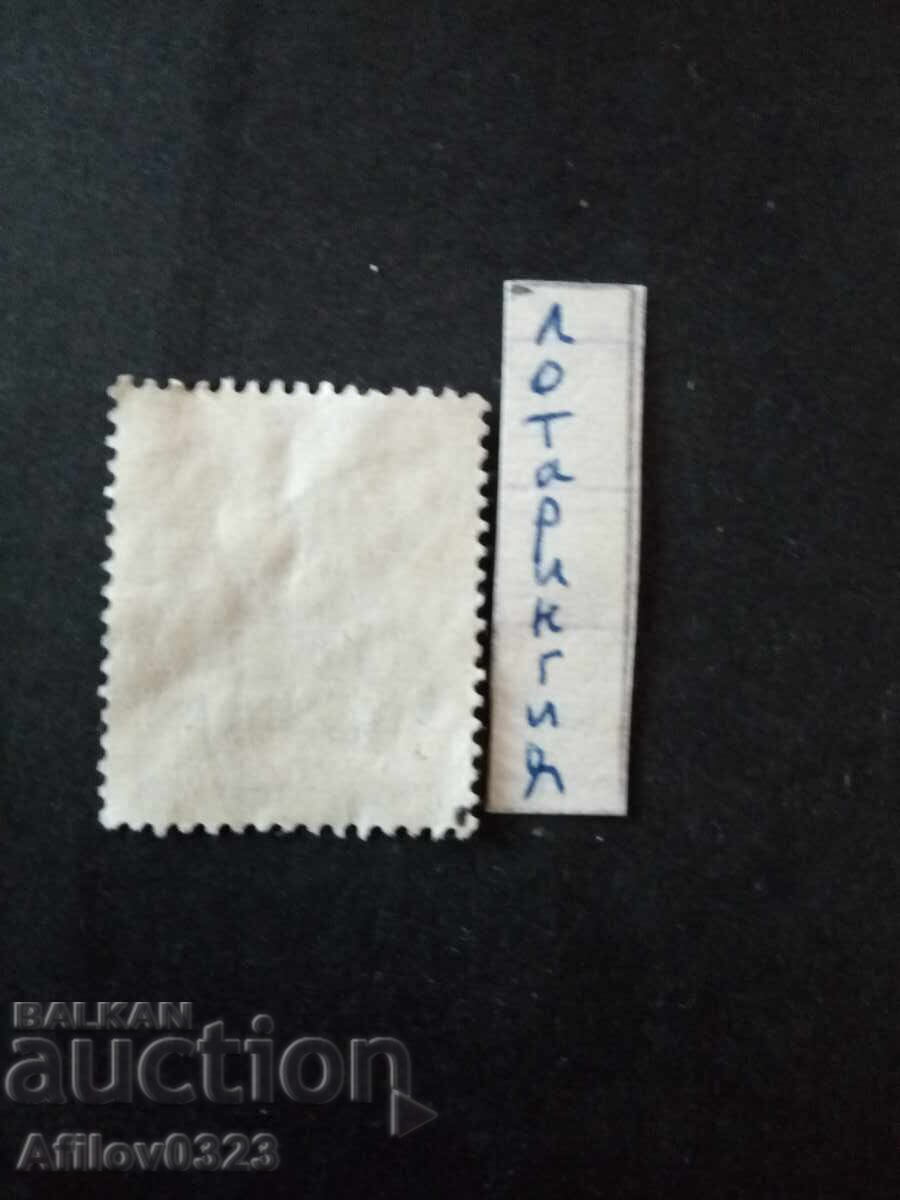 Лотарингия
BALKAN
auction
Afilov0323